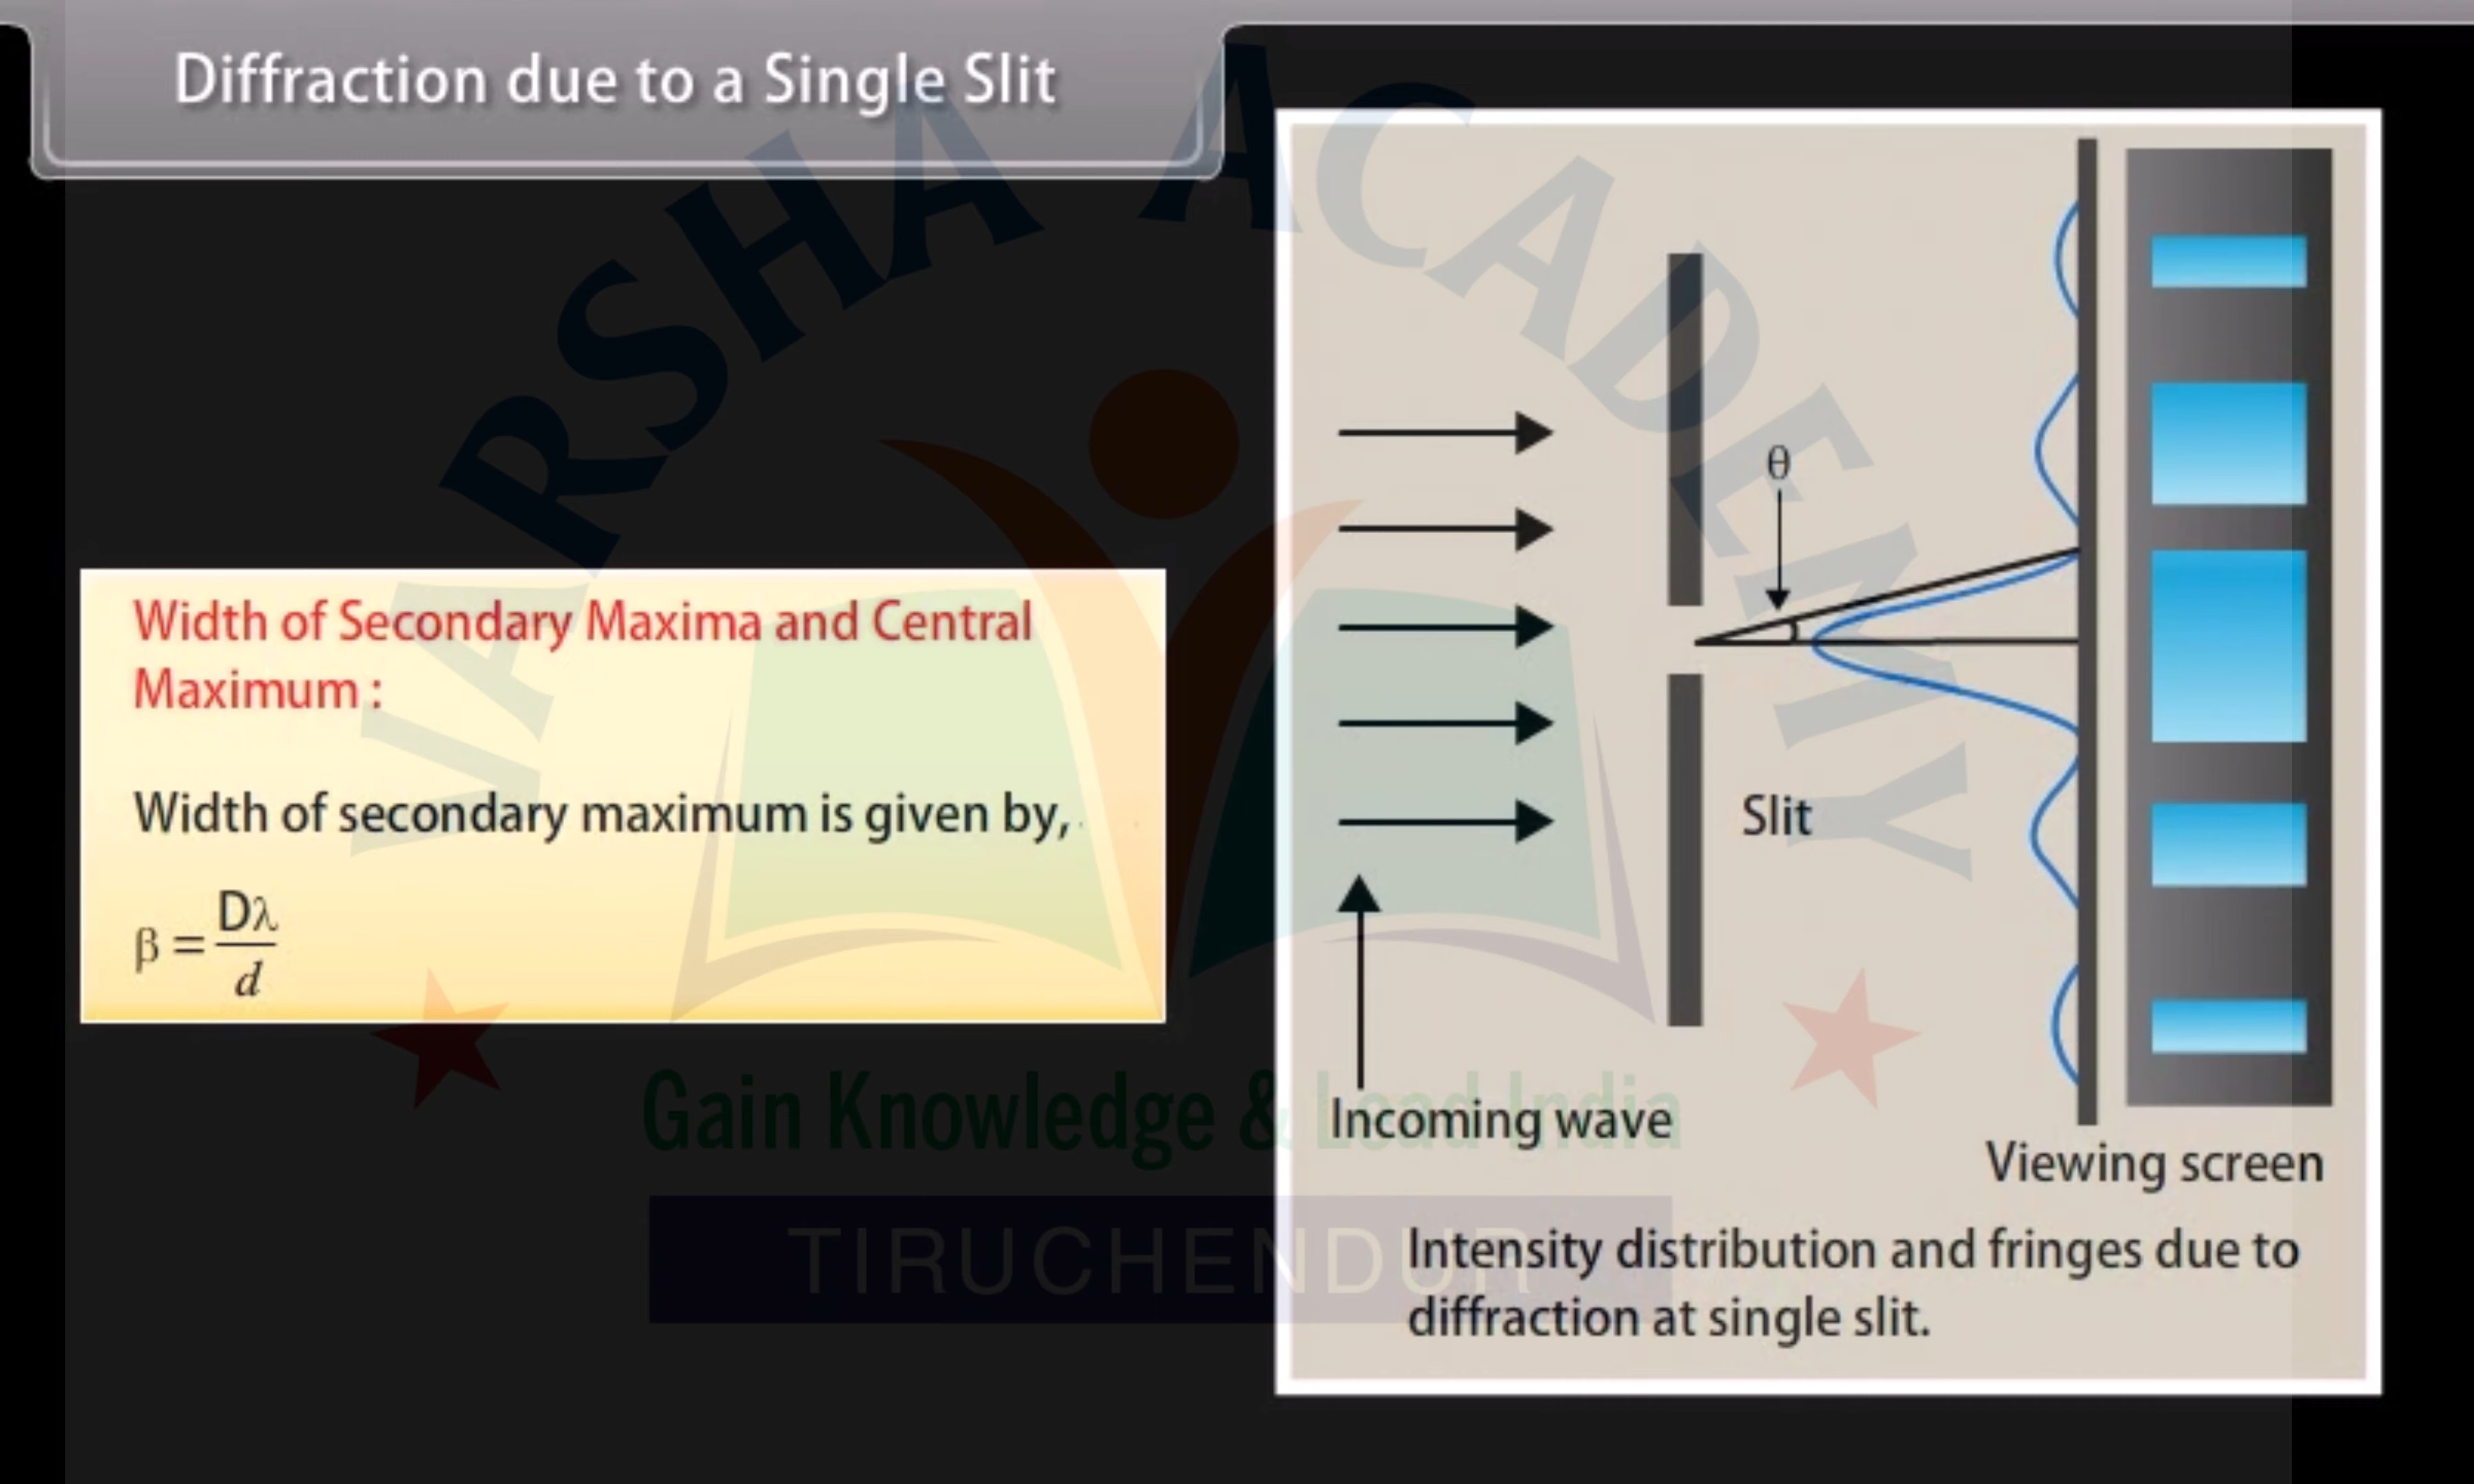 Diffraction due to a Single Slit
VARSHA ACADEMY
Width of Secondary Maxima and Central
Maximum :
Width of secondary maximum is given by,
β = Dλ / d
θ
Slit
Incoming wave
Viewing screen
Intensity distribution and fringes due to
diffraction at single slit.
Gain Knowledge & Lead India
TIRUCHENDUR